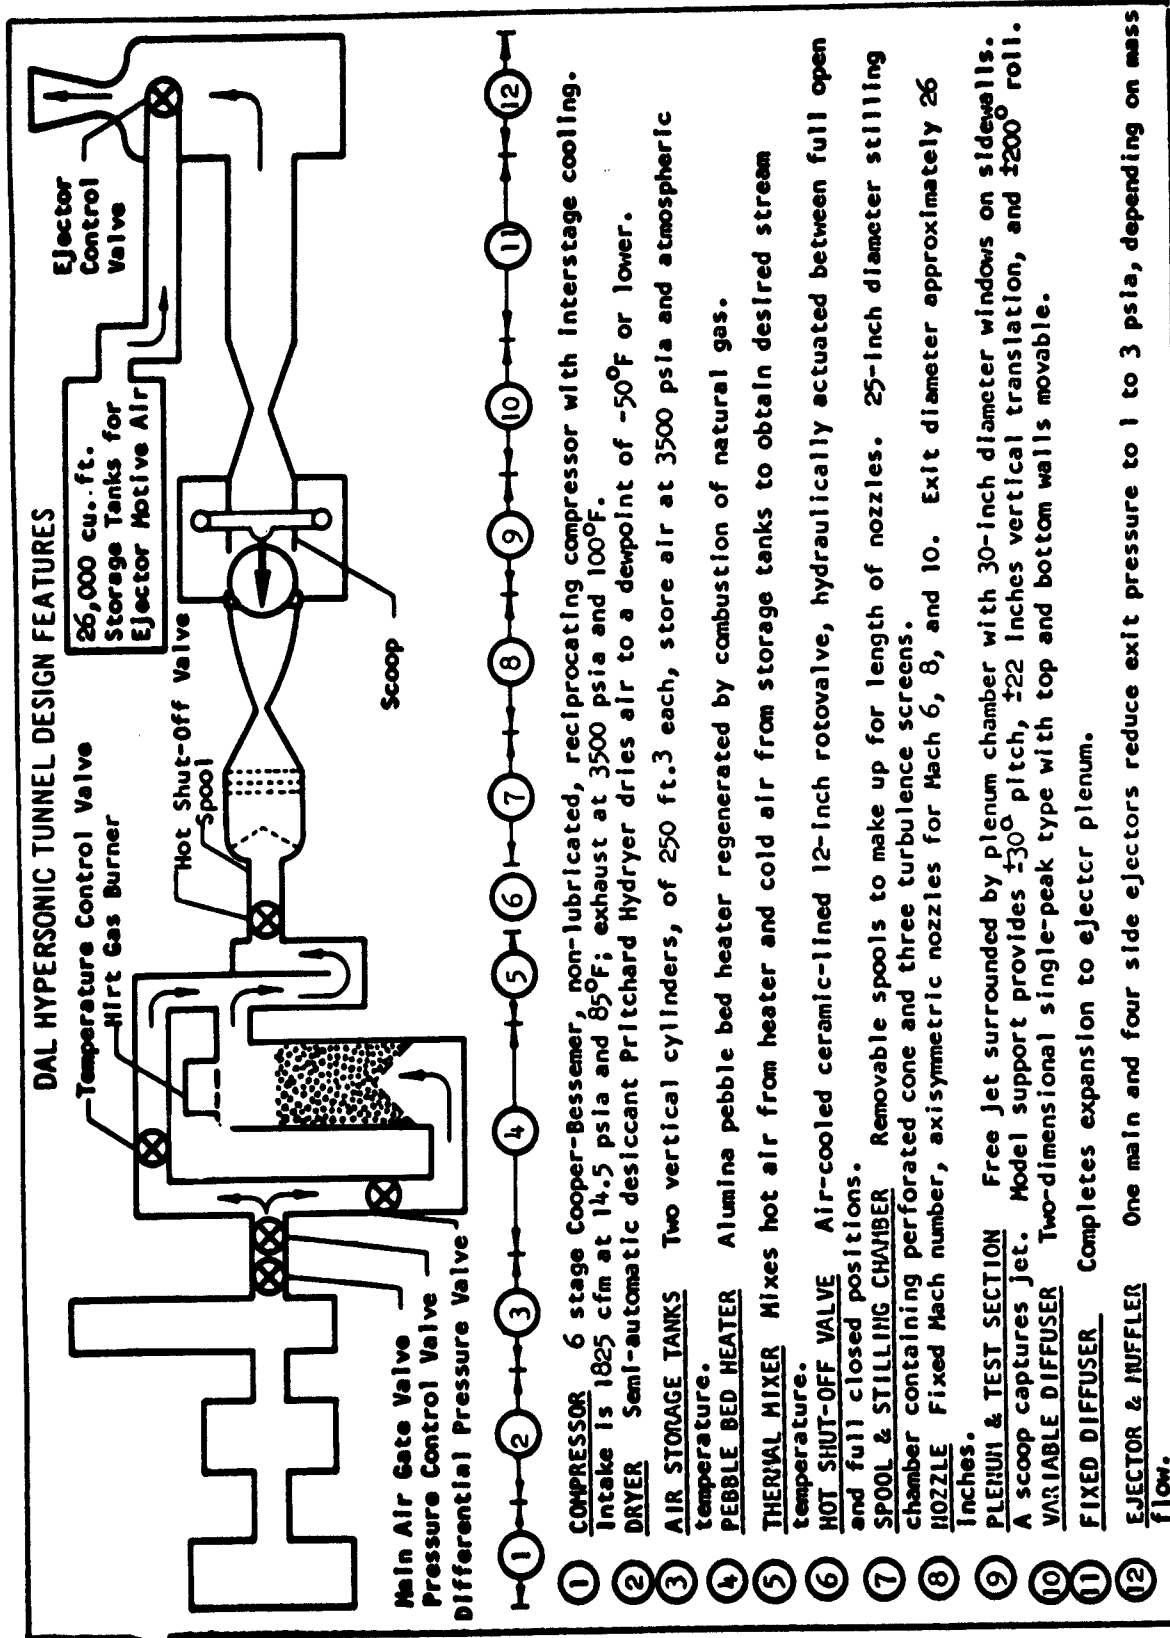 DAL HYPERSONIC TUNNEL DESIGN FEATURES
Temperature Control Valve
Hirt Gas Burner
Hot Shut-Off Valve
Spool
26,000 cu. ft.
Storage Tanks for
Ejector Motive Air
Ejector
Control
Valve
Scoop
Main Air Gate Valve
Pressure Control Valve
Differential Pressure Valve
1 2 3 4 5 6 7 8 9 10 11 12
1 COMPRESSOR 6 stage Cooper-Bessemer, non-lubricated, reciprocating compressor with interstage cooling.
Intake is 1825 cfm at 14.5 psia and 85°F; exhaust at 3500 psia and 100°F.
2 DRYER Semi-automatic desiccant Pritchard Hydryer dries air to a dewpoint of -50°F or lower.
3 AIR STORAGE TANKS Two vertical cylinders, of 250 ft.3 each, store air at 3500 psia and atmospheric
temperature.
4 PEBBLE BED HEATER Alumina pebble bed heater regenerated by combustion of natural gas.
5 THERMAL MIXER Mixes hot air from heater and cold air from storage tanks to obtain desired stream
temperature.
6 HOT SHUT-OFF VALVE Air-cooled ceramic-lined 12-inch rotovalve, hydraulically actuated between full open
and full closed positions.
7 SPOOL & STILLING CHAMBER Removable spools to make up for length of nozzles. 25-inch diameter stilling
chamber containing perforated cone and three turbulence screens.
8 NOZZLE Fixed Mach number, axisymmetric nozzles for Mach 6, 8, and 10. Exit diameter approximately 26
inches.
9 PLENUM & TEST SECTION Free jet surrounded by plenum chamber with 30-inch diameter windows on sidewalls.
A scoop captures jet. Model support provides ±30° pitch, ±22 inches vertical translation, and ±200° roll.
10 VARIABLE DIFFUSER Two-dimensional single-peak type with top and bottom walls movable.
11 FIXED DIFFUSER Completes expansion to ejector plenum.
12 EJECTOR & MUFFLER One main and four side ejectors reduce exit pressure to 1 to 3 psia, depending on mass
flow.